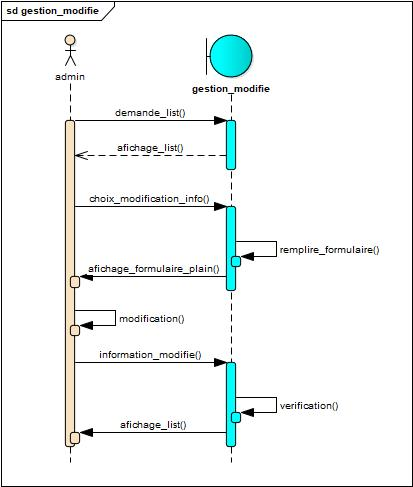 sd gestion_modifie
admin
gestion_modifie
demande_list()
afichage_list()
choix_modification_info()
remplire_formulaire()
afichage_formulaire_plain()
modification()
information_modifie()
verification()
afichage_list()